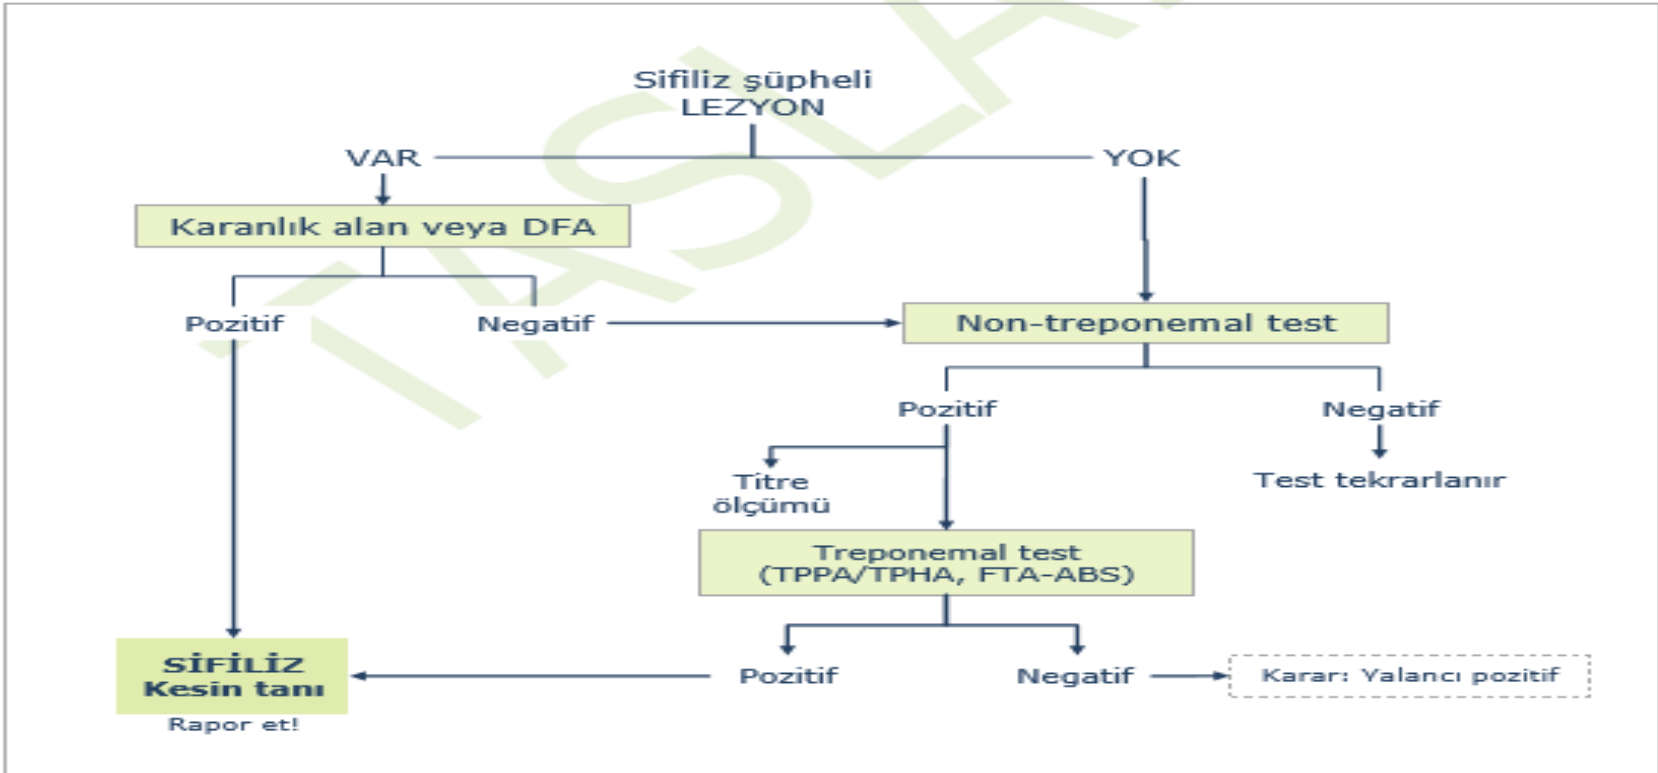 Sifiliz şüpheli
LEZYON
VAR
YOK
Karanlık alan veya DFA
Pozitif
Negatif
Non-treponemal test
Pozitif
Negatif
Titre
ölçümü
Test tekrarlanır
Treponemal test
(TPPA/TPHA, FTA-ABS)
SİFİLİZ
Kesin tanı
Rapor et!
Pozitif
Negatif
Karar: Yalancı pozitif
TASLA